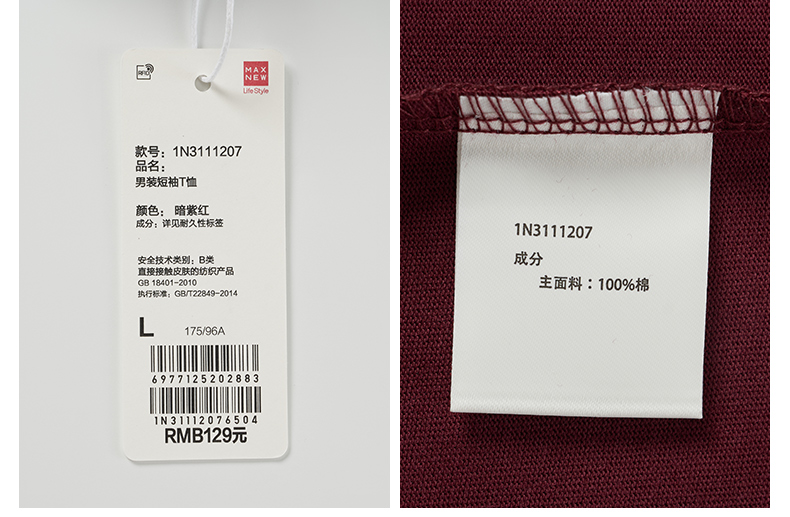 RFID
MAX
NEW
Life Style
款号：1N3111207
品名：
男装短袖T恤
颜色：暗紫红
成分：详见耐久性标签
安全技术类别：B类
直接接触皮肤的纺织产品
GB 18401-2010
执行标准：GB/T22849-2014
L 175/96A
6977125202883
1N31112076504
RMB129元
1N3111207
成分
主面料：100%棉